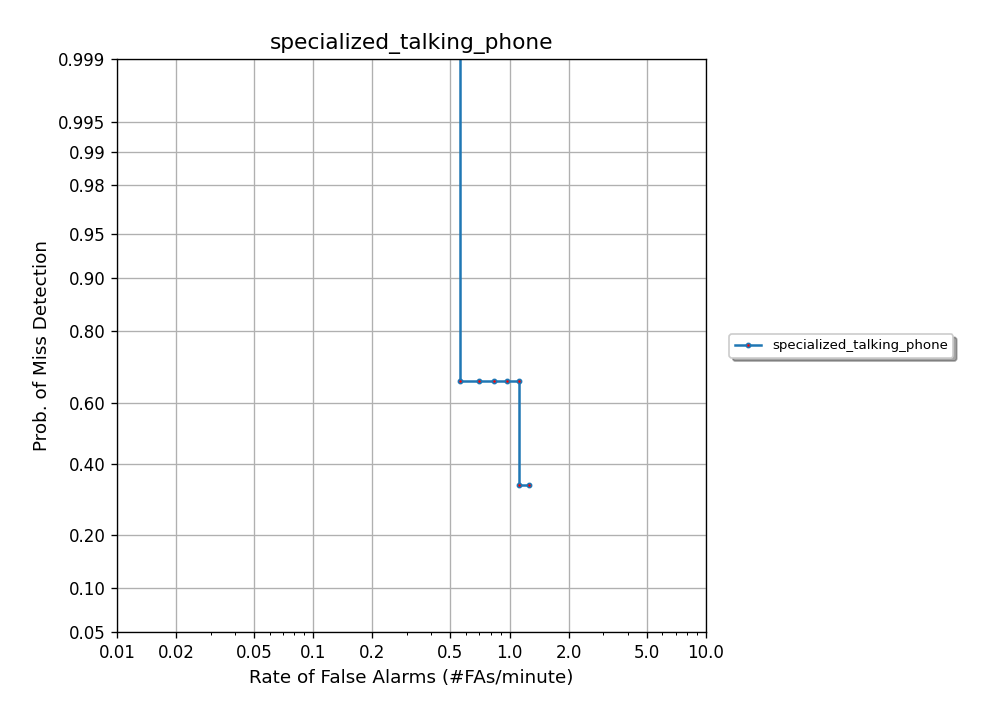 specialized_talking_phone
0.999
0.995
0.99
0.98
0.95
0.90
0.80
0.60
0.40
0.20
0.10
0.05
Prob. of Miss Detection
0.01 0.02 0.05 0.1 0.2 0.5 1.0 2.0 5.0 10.0
Rate of False Alarms (#FAs/minute)
specialized_talking_phone